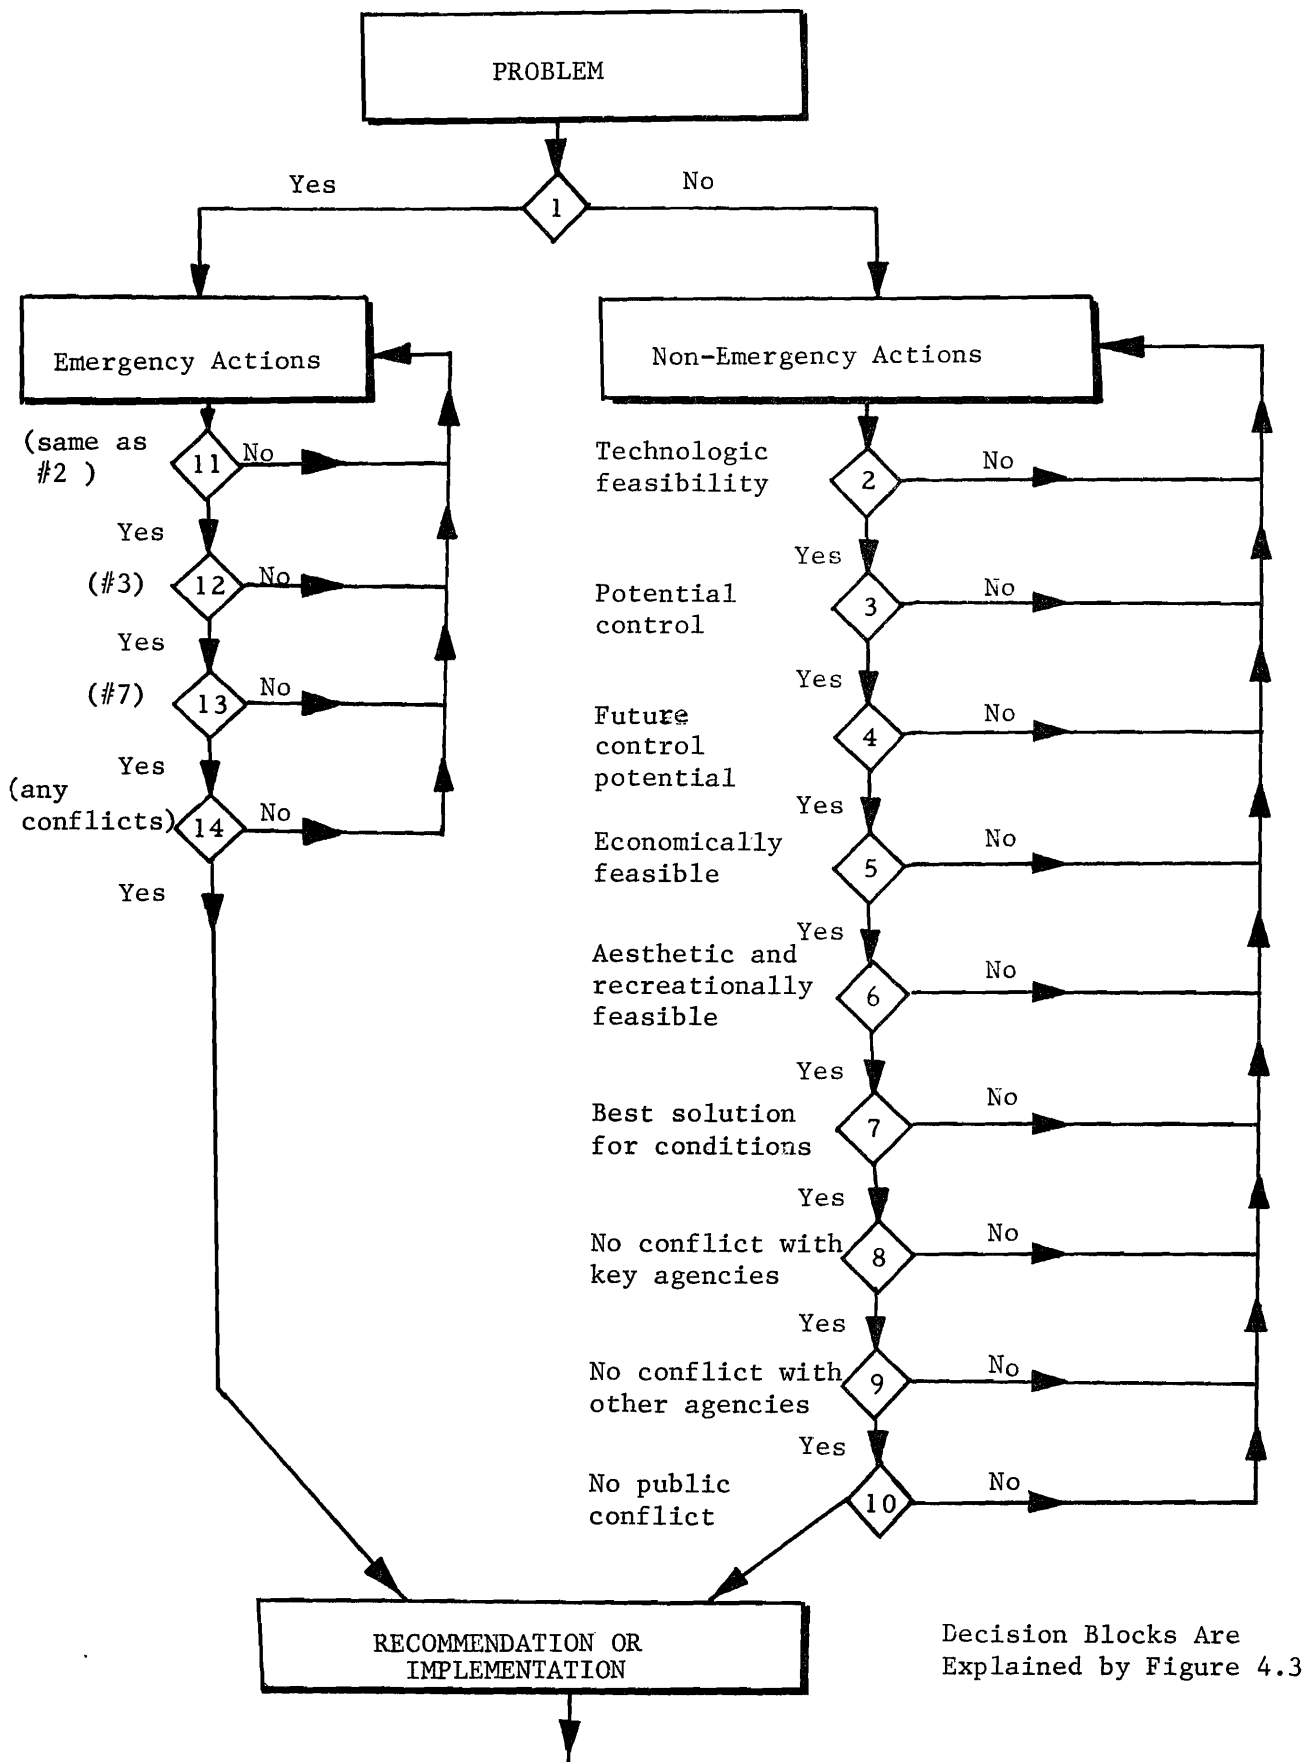 PROBLEM
Yes
No
1
Emergency Actions
Non-Emergency Actions
(same as
#2 )
11
No
Yes
(#3)
12
No
Yes
(#7)
13
No
Yes
(any
conflicts)
14
No
Yes
Technologic
feasibility
2
No
Yes
Potential
control
3
No
Yes
Future
control
potential
4
No
Yes
Economically
feasible
5
No
Yes
Aesthetic and
recreationally
feasible
6
No
Yes
Best solution
for conditions
7
No
Yes
No conflict with
key agencies
8
No
Yes
No conflict with
other agencies
9
No
Yes
No public
conflict
10
No
RECOMMENDATION OR
IMPLEMENTATION
Decision Blocks Are
Explained by Figure 4.3